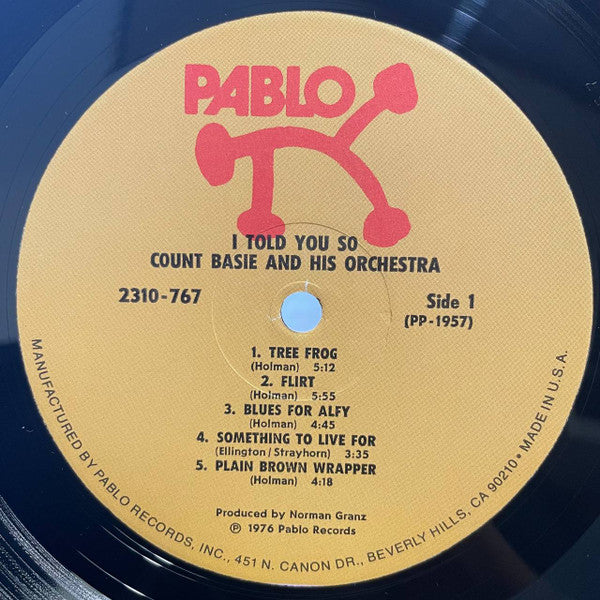 PABLO
I TOLD YOU SO
COUNT BASIE AND HIS ORCHESTRA
2310-767
Side 1
(PP-1957)
1. TREE FROG
(Holman) 5:12
2. FLIRT
(Holman) 5:55
3. BLUES FOR ALFY
(Holman) 4:45
4. SOMETHING TO LIVE FOR
(Ellington/Strayhorn) 3:35
5. PLAIN BROWN WRAPPER
(Holman) 4:18
Produced by Norman Granz
℗ 1976 Pablo Records
MANUFACTURED BY PABLO RECORDS, INC., 451 N. CANON DR., BEVERLY HILLS, CA 90210 • MADE IN U.S.A.